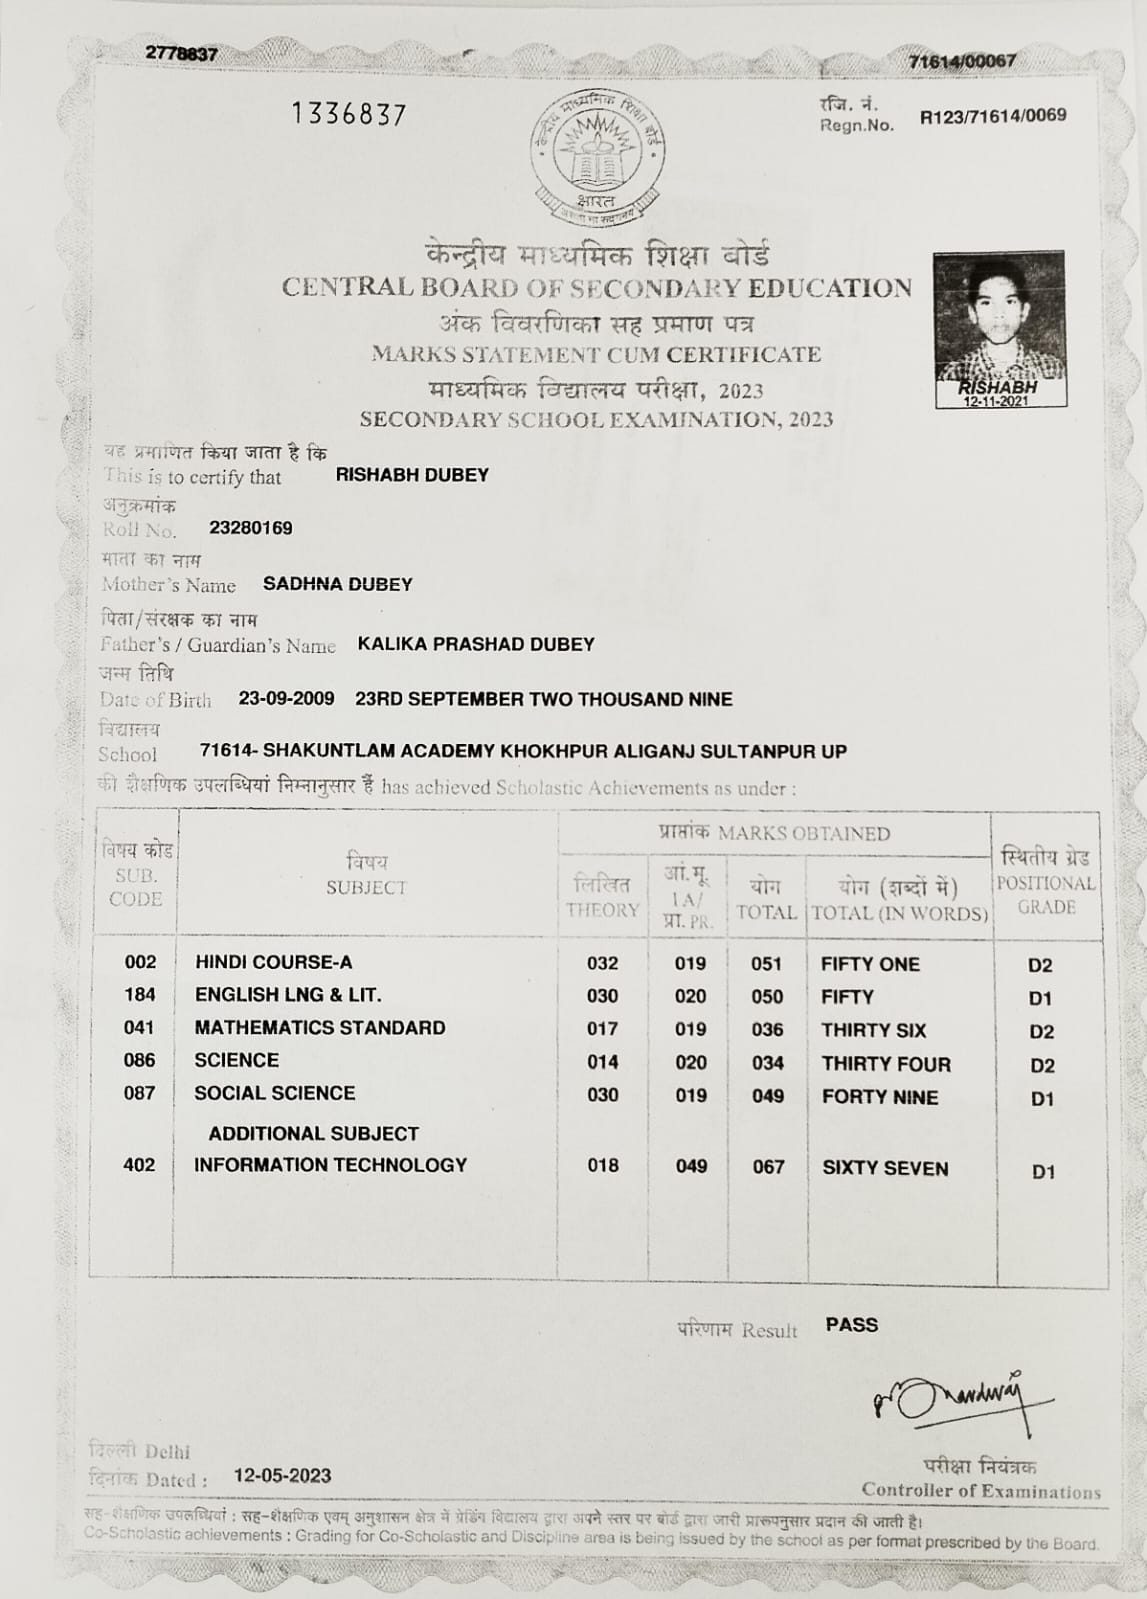 2778837
71614/00067
1336837
रजि. नं.
Regn.No. R123/71614/0069
केन्द्रीय माध्यमिक शिक्षा बोर्ड
भारत
केन्द्रीय माध्यमिक शिक्षा बोर्ड
CENTRAL BOARD OF SECONDARY EDUCATION
अंक विवरणिका सह प्रमाण पत्र
MARKS STATEMENT CUM CERTIFICATE
माध्यमिक विद्यालय परीक्षा, 2023
SECONDARY SCHOOL EXAMINATION, 2023
RISHABH
12-11-2021
यह प्रमाणित किया जाता है कि
This is to certify that RISHABH DUBEY
अनुक्रमांक
Roll No. 23280169
माता का नाम
Mother's Name SADHNA DUBEY
पिता/संरक्षक का नाम
Father's / Guardian's Name KALIKA PRASHAD DUBEY
जन्म तिथि
Date of Birth 23-09-2009 23RD SEPTEMBER TWO THOUSAND NINE
विद्यालय
School 71614- SHAKUNTLAM ACADEMY KHOKHPUR ALIGANJ SULTANPUR UP
की शैक्षणिक उपलब्धियां निम्नानुसार हैं has achieved Scholastic Achievements as under :
विषय कोड
SUB.
CODE
विषय
SUBJECT
प्राप्तांक MARKS OBTAINED
लिखित
THEORY
आं.मू.
IA/
प्रा. PR.
योग
TOTAL
योग (शब्दों में)
TOTAL (IN WORDS)
स्थितीय ग्रेड
POSITIONAL
GRADE
002 HINDI COURSE-A 032 019 051 FIFTY ONE D2
184 ENGLISH LNG & LIT. 030 020 050 FIFTY D1
041 MATHEMATICS STANDARD 017 019 036 THIRTY SIX D2
086 SCIENCE 014 020 034 THIRTY FOUR D2
087 SOCIAL SCIENCE 030 019 049 FORTY NINE D1
ADDITIONAL SUBJECT
402 INFORMATION TECHNOLOGY 018 049 067 SIXTY SEVEN D1
परिणाम Result PASS
दिल्ली Delhi
दिनांक Dated : 12-05-2023
परीक्षा नियंत्रक
Controller of Examinations
सह-शैक्षणिक उपलब्धियां : सह-शैक्षणिक एवम् अनुशासन क्षेत्र में ग्रेडिंग विद्यालय द्वारा अपने स्तर पर बोर्ड द्वारा जारी प्रारूपनुसार प्रदान की जाती है।
Co-Scholastic achievements : Grading for Co-Scholastic and Discipline area is being issued by the school as per format prescribed by the Board.